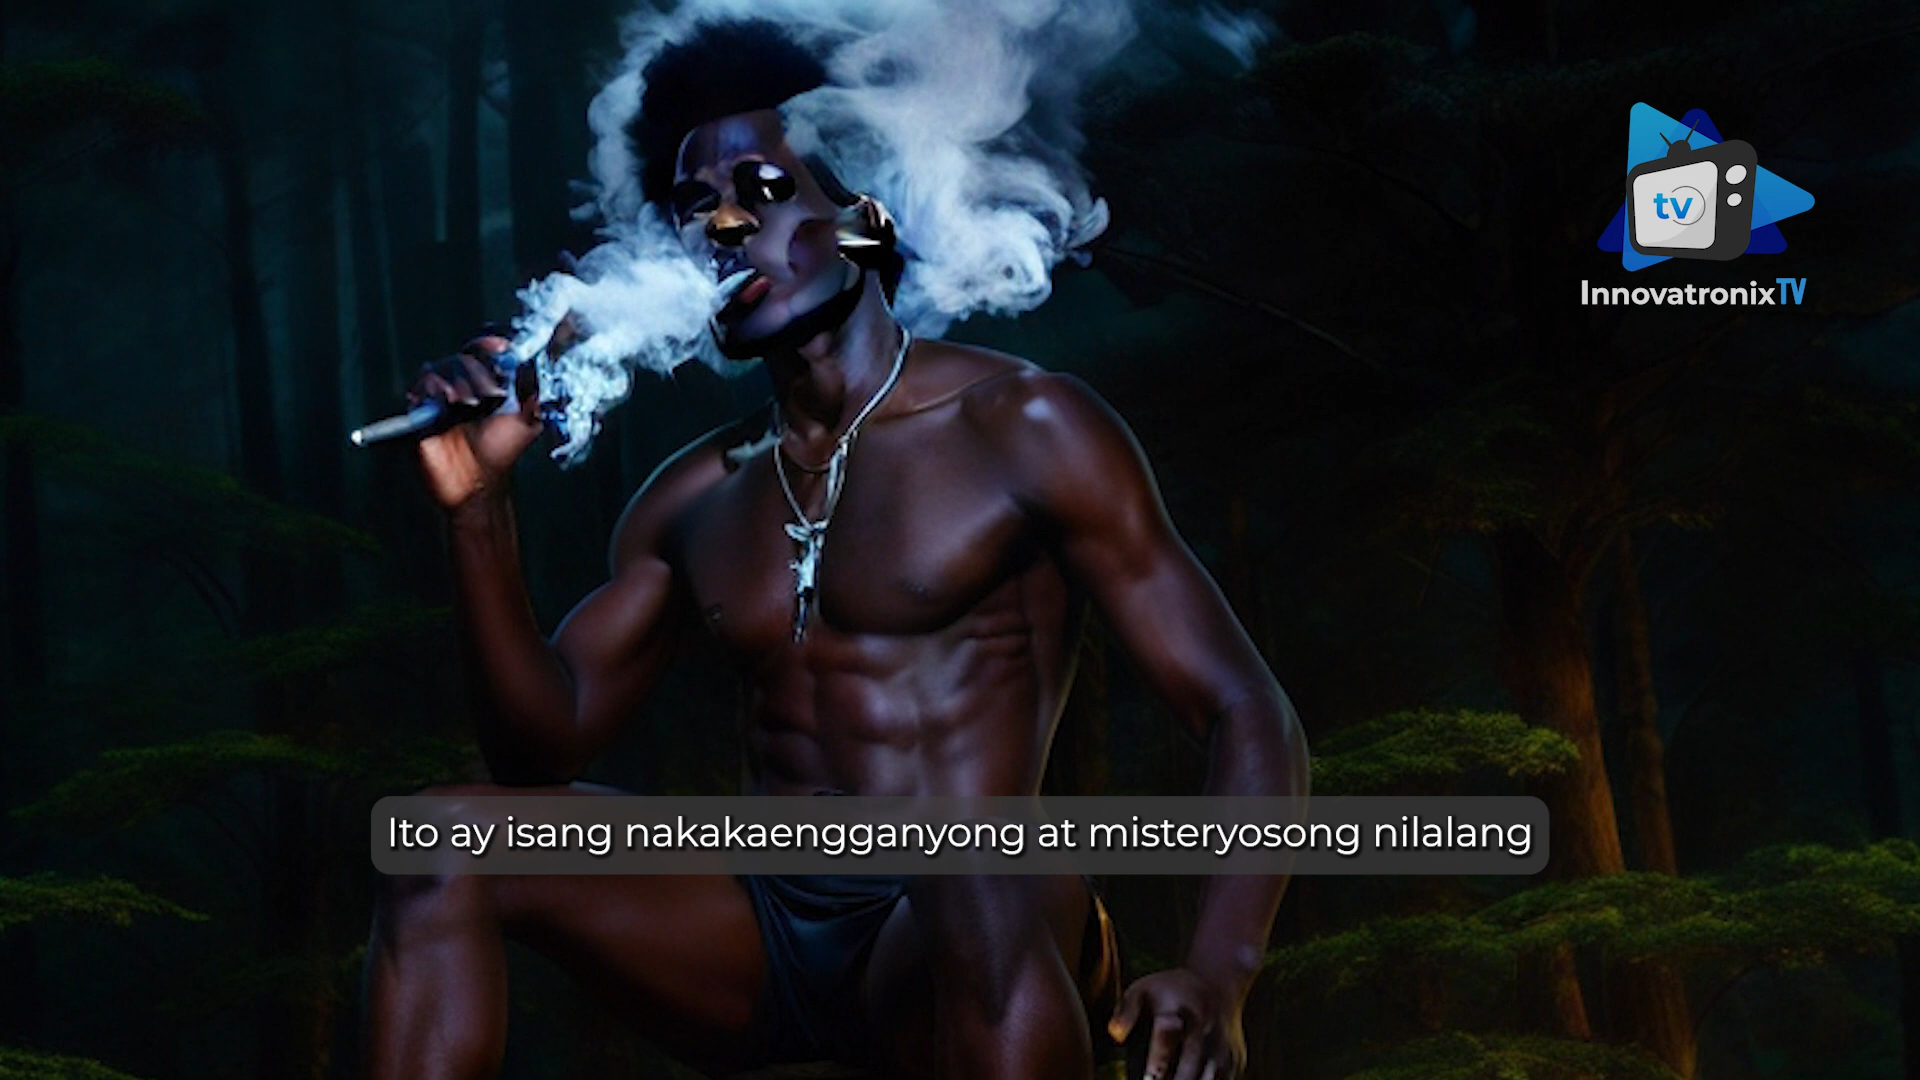 tv
InnovatronixTV
Ito ay isang nakakaengganyong at misteryosong nilalang